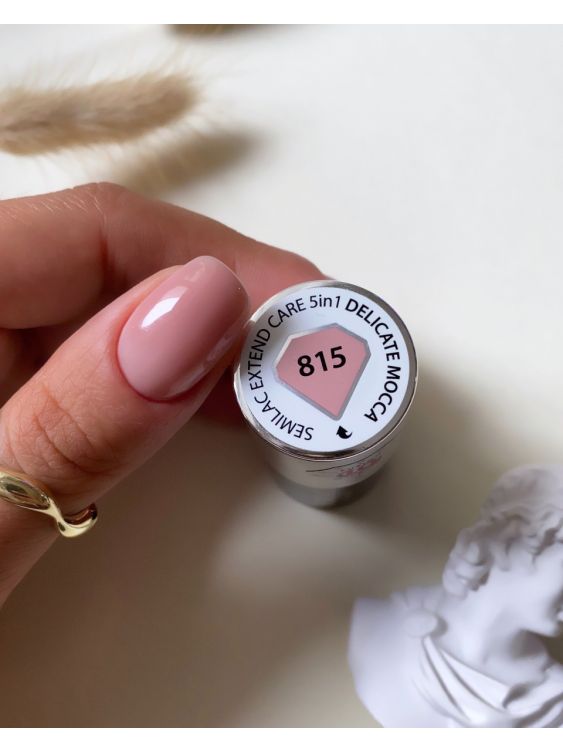 SEMILAC EXTEND CARE 5in1 DELICATE MOCCA
815